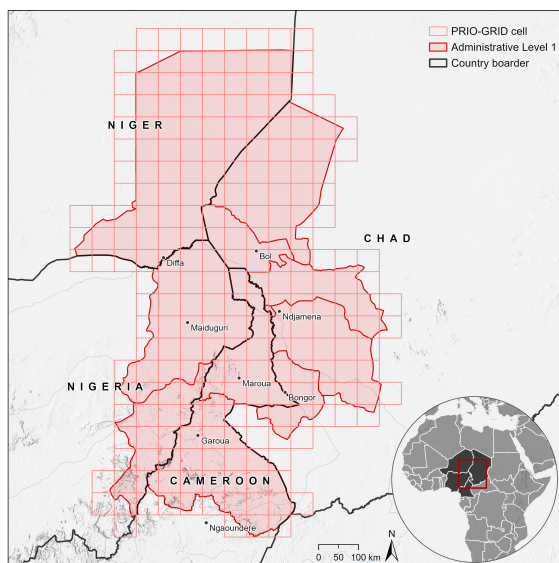 PRIO-GRID cell
Administrative Level 1
Country boarder
NIGER
CHAD
Bol
Diffa
Ndjamena
Maiduguri
NIGERIA
Maroua
Bongor
Garoua
CAMEROON
Ngaoundere
0 50 100 km
N